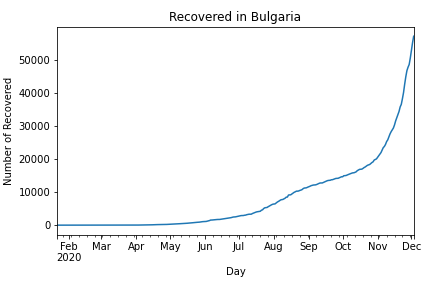 Recovered in Bulgaria
Number of Recovered
50000
40000
30000
20000
10000
0
Feb Mar Apr May Jun Jul Aug Sep Oct Nov Dec
2020
Day